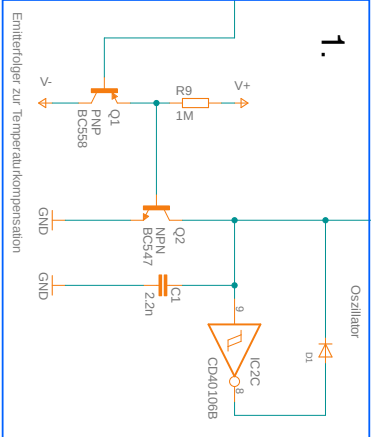 1.
V-
Q1
PNP
BC558
R9
1M
V+
Emitterfolger zur Temperaturkompensation
GND
Q2
NPN
BC547
GND
C1
2.2n
Oszillator
9
IC2C
CD40106B
8
D1